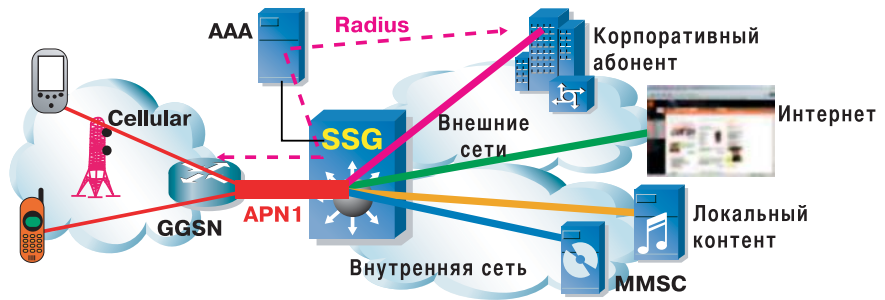 AAA
Radius
Корпоративный
абонент
Cellular
SSG
Внешние
сети
Интернет
GGSN
APN1
Локальный
контент
Внутренняя сеть
MMSC